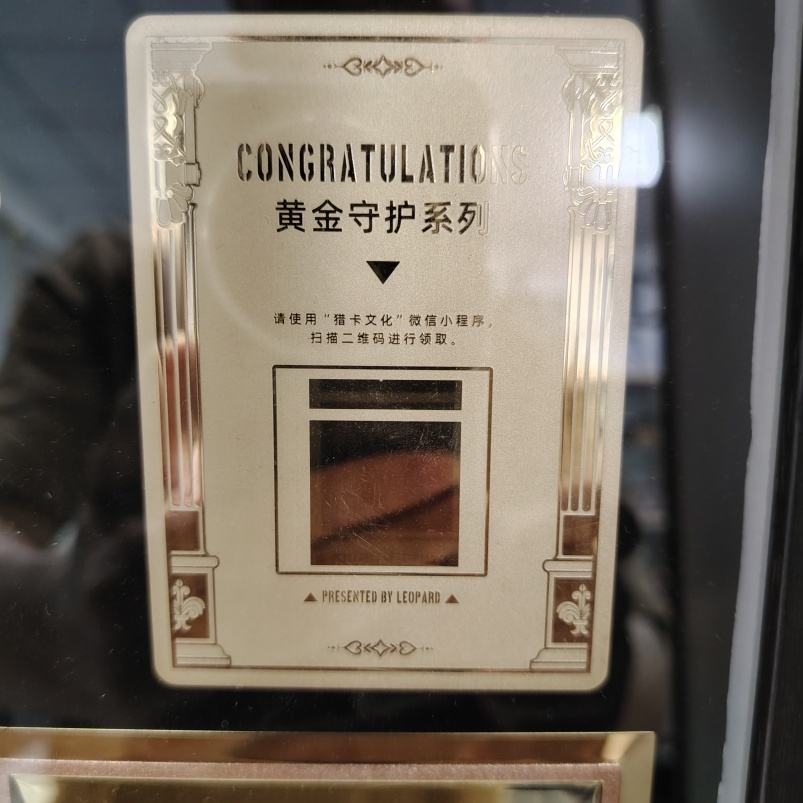 CONGRATULATIONS
黄金守护系列
请使用“猎卡文化”微信小程序，
扫描二维码进行领取。
PRESENTED BY LEOPARD